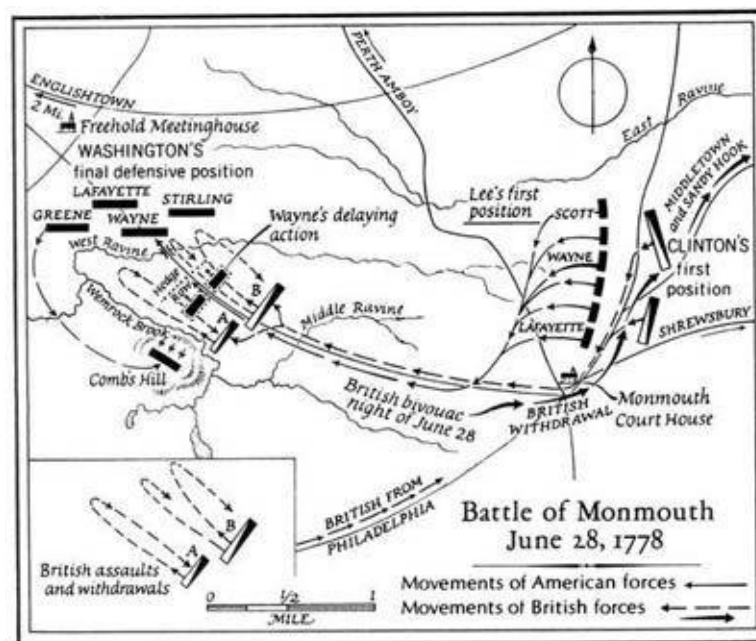 PERTH AMBOY
ENGLISHTOWN
2 Mi.
Freehold Meetinghouse
WASHINGTON'S
final defensive position
LAFAYETTE
STIRLING
GREENE
WAYNE
West Ravine
Wayne's delaying
action
Hedge
Row
A
B
Wemrock Brook
Comb's Hill
Middle Ravine
East Ravine
Lee's first
position
SCOTT
WAYNE
LAFAYETTE
MIDDLETOWN
and SANDY HOOK
CLINTON'S
first
position
SHREWSBURY
Monmouth
Court House
British bivouac
night of June 28
BRITISH
WITHDRAWAL
BRITISH FROM
PHILADELPHIA
A
B
British assaults
and withdrawals
0 1/2 1
MILE
Battle of Monmouth
June 28, 1778
Movements of American forces
Movements of British forces